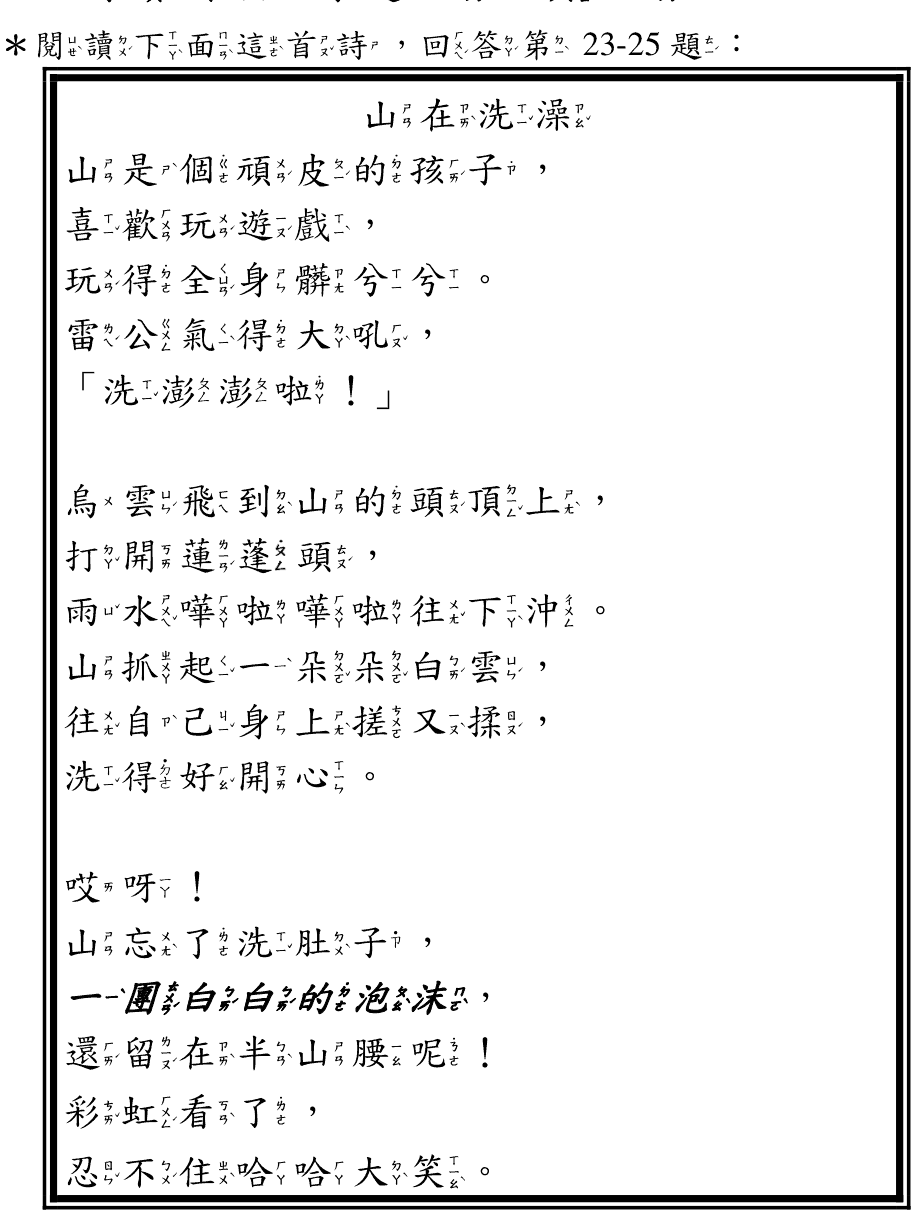 ＊閱讀下面這首詩，回答第 23-25 題：
山在洗澡
山是個頑皮的孩子，
喜歡玩遊戲，
玩得全身髒兮兮。
雷公氣得大吼，
「洗澎澎啦！」
烏雲飛到山的頭頂上，
打開蓮蓬頭，
雨水嘩啦嘩啦往下沖。
山抓起一朵朵白雲，
往自己身上搓又揉，
洗得好開心。
哎呀！
山忘了洗肚子，
一團白白的泡沫，
還留在半山腰呢！
彩虹看了，
忍不住哈哈大笑。